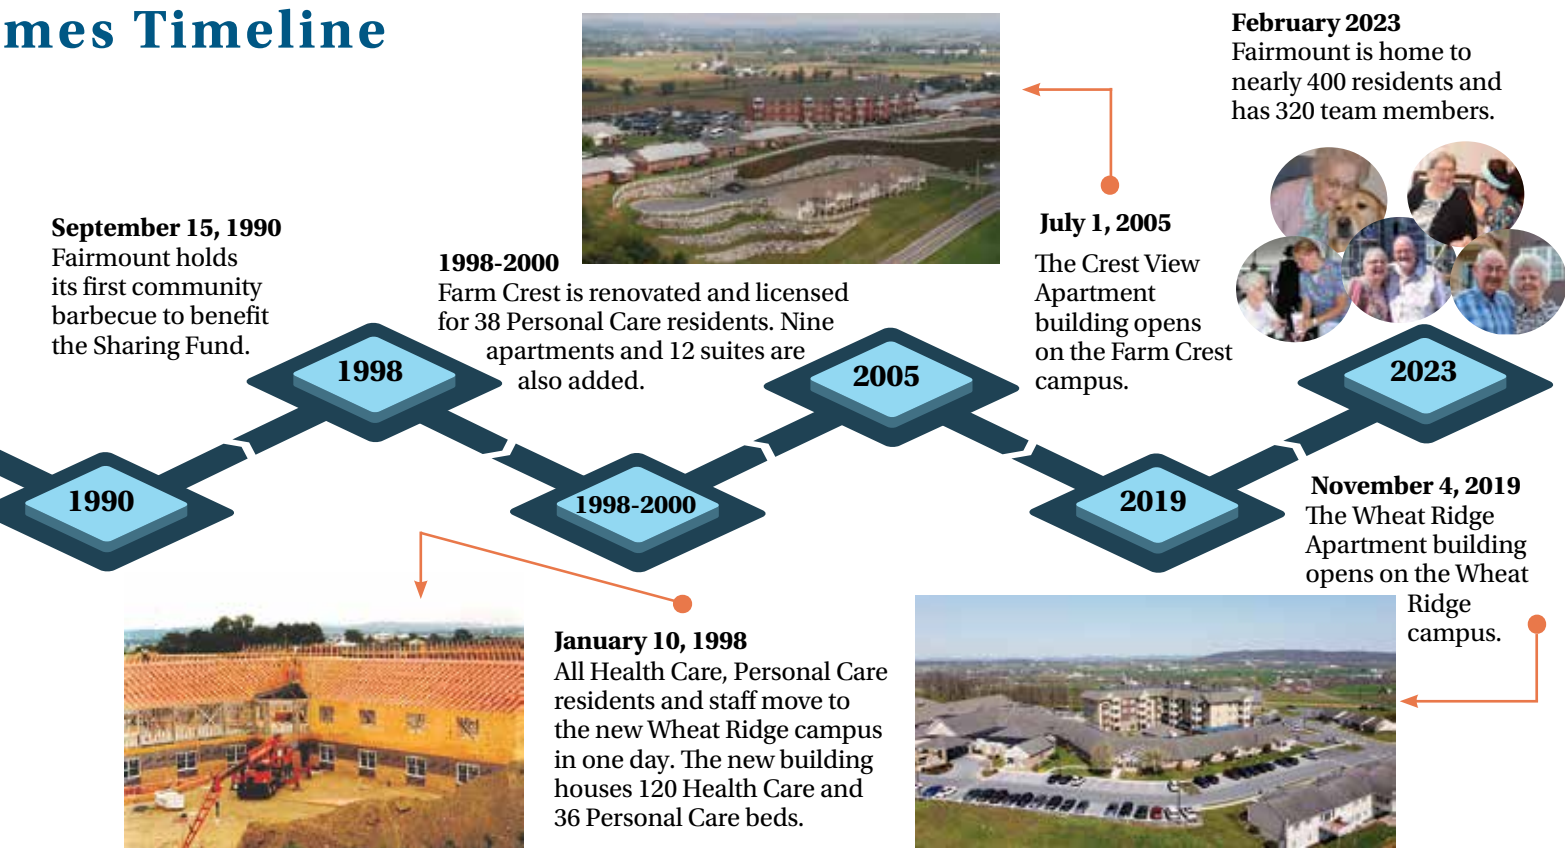 mes Timeline
September 15, 1990
Fairmount holds
its first community
barbecue to benefit
the Sharing Fund.
1998-2000
Farm Crest is renovated and licensed
for 38 Personal Care residents. Nine
apartments and 12 suites are
also added.
July 1, 2005
The Crest View
Apartment
building opens
on the Farm Crest
campus.
February 2023
Fairmount is home to
nearly 400 residents and
has 320 team members.
1990
1998
1998-2000
2005
2019
2023
January 10, 1998
All Health Care, Personal Care
residents and staff move to
the new Wheat Ridge campus
in one day. The new building
houses 120 Health Care and
36 Personal Care beds.
November 4, 2019
The Wheat Ridge
Apartment building
opens on the Wheat
Ridge
campus.